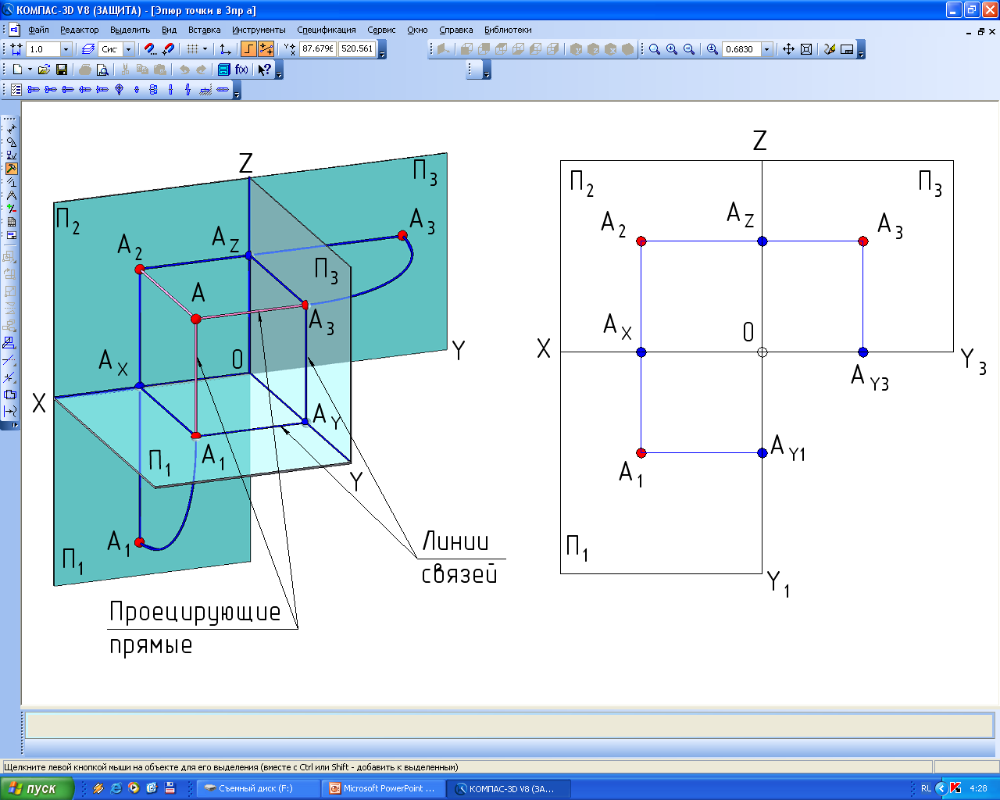 КОМПАС-3D V8 (ЗАЩИТА) - [Эпюр точки в 3пр а]
Файл Редактор Выделить Вид Вставка Инструменты Спецификация Сервис Окно Справка Библиотеки
1.0 Сис 87.6796 520.561 0.6830
f(x)
Z
П3
П2
A3
AZ
A2
П3
A
A3
Y
O
AX
X
AY
П1
A1
Y
A1
П1
Линии
связей
Проецирующие
прямые
Z
П2
П3
AZ
A2
A3
AX
O
X
Y3
AY3
AY1
A1
П1
Y1
Щелкните левой кнопкой мыши на объекте для его выделения (вместе с Ctrl или Shift - добавить к выделенным)
пуск
Съемный диск (F:)
Microsoft PowerPoint ...
КОМПАС-3D V8 (ЗА...
RL
4:28